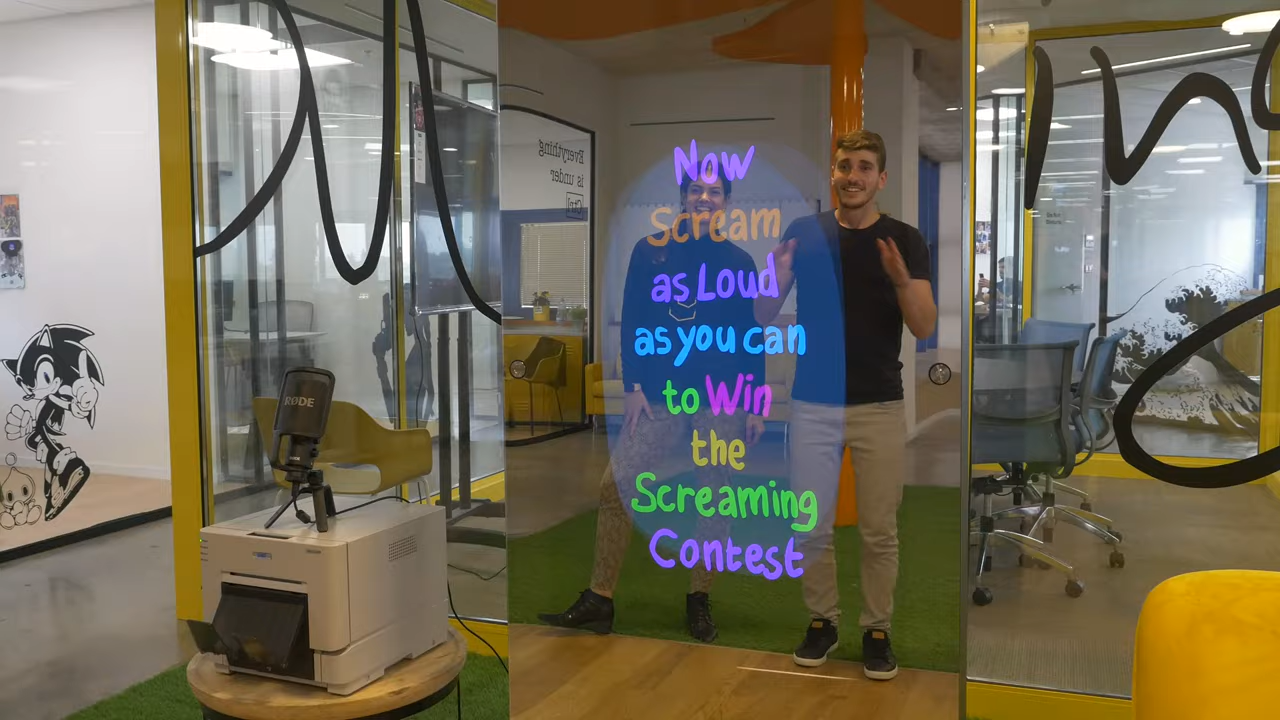 Now
Scream
as Loud
as you can
to Win
the
Screaming
Contest
Everything
is under
Ctrl
RØDE